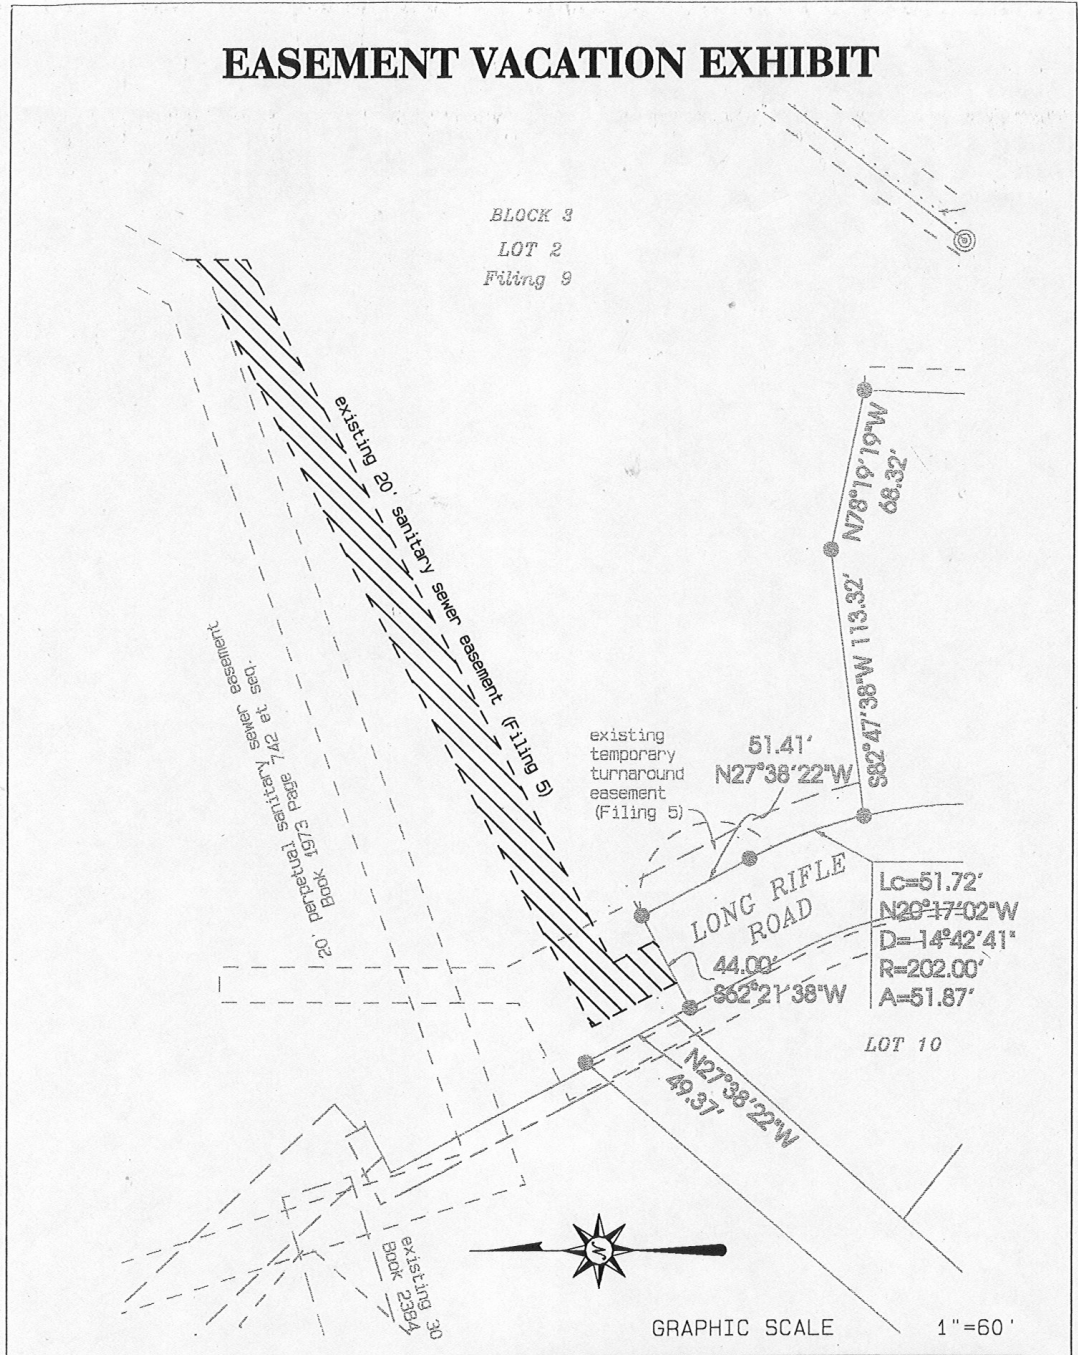 EASEMENT VACATION EXHIBIT
BLOCK 3
LOT 2
Filing 9
existing 20' sanitary sewer easement (Filing 5)
N78°19'19"W
68.32'
S82°47'38"W 113.32'
20' perpetual sanitary sewer easement
Book 1973 Page 742 et seq.
existing
temporary
turnaround
easement
(Filing 5)
51.41'
N27°38'22"W
LONG RIFLE
ROAD
Lc=51.72'
N20°17'02"W
D=14°42'41"
R=202.00'
A=51.87'
44.00'
S62°21'38"W
LOT 10
N27°38'22"W
49.37'
existing 30
Book 2384
N
GRAPHIC SCALE 1"=60'